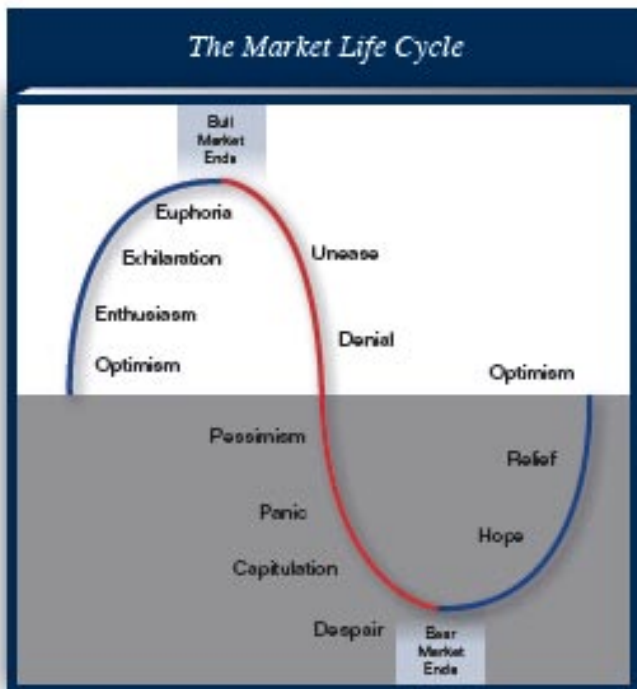 The Market Life Cycle
Bull
Market
Ends
Euphoria
Exhilaration
Unease
Enthusiasm
Denial
Optimism
Optimism
Pessimism
Relief
Panic
Hope
Capitulation
Despair
Bear
Market
Ends